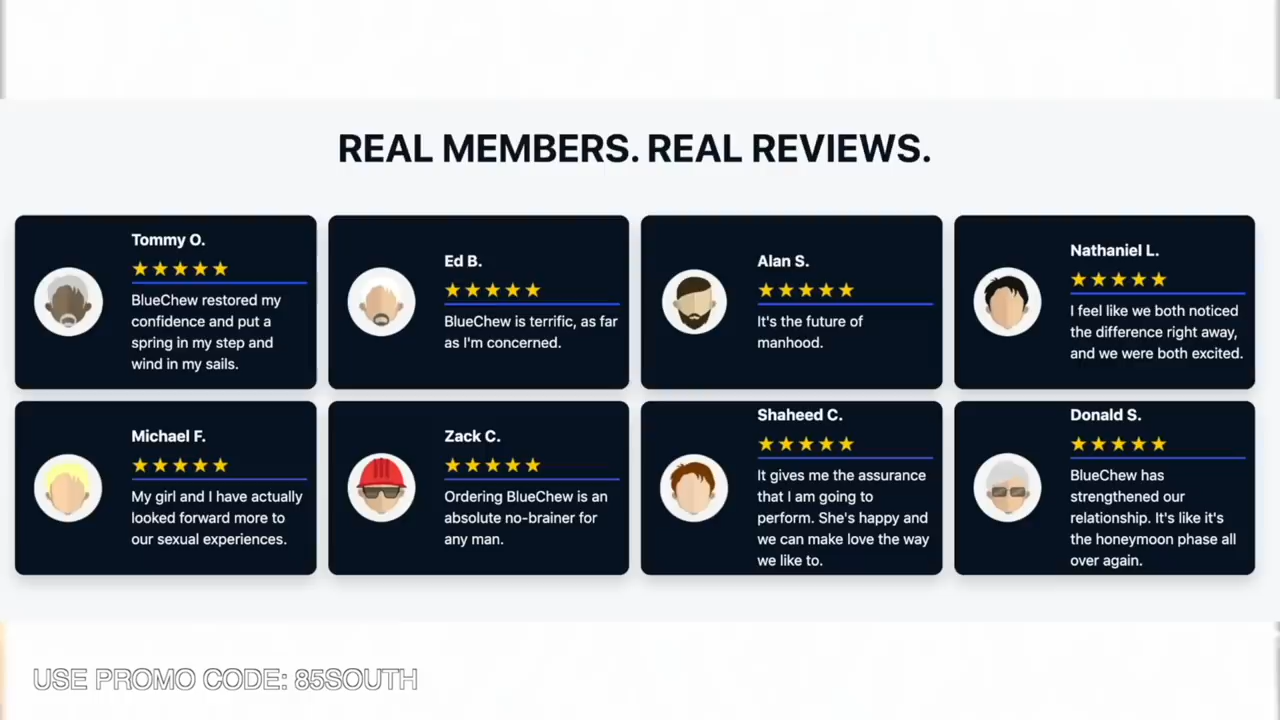 REAL MEMBERS. REAL REVIEWS.
Tommy O.
BlueChew restored my
confidence and put a
spring in my step and
wind in my sails.
Ed B.
BlueChew is terrific, as far
as I'm concerned.
Alan S.
It's the future of
manhood.
Nathaniel L.
I feel like we both noticed
the difference right away,
and we were both excited.
Michael F.
My girl and I have actually
looked forward more to
our sexual experiences.
Zack C.
Ordering BlueChew is an
absolute no-brainer for
any man.
Shaheed C.
It gives me the assurance
that I am going to
perform. She's happy and
we can make love the way
we like to.
Donald S.
BlueChew has
strengthened our
relationship. It's like it's
the honeymoon phase all
over again.
USE PROMO CODE: 85SOUTH